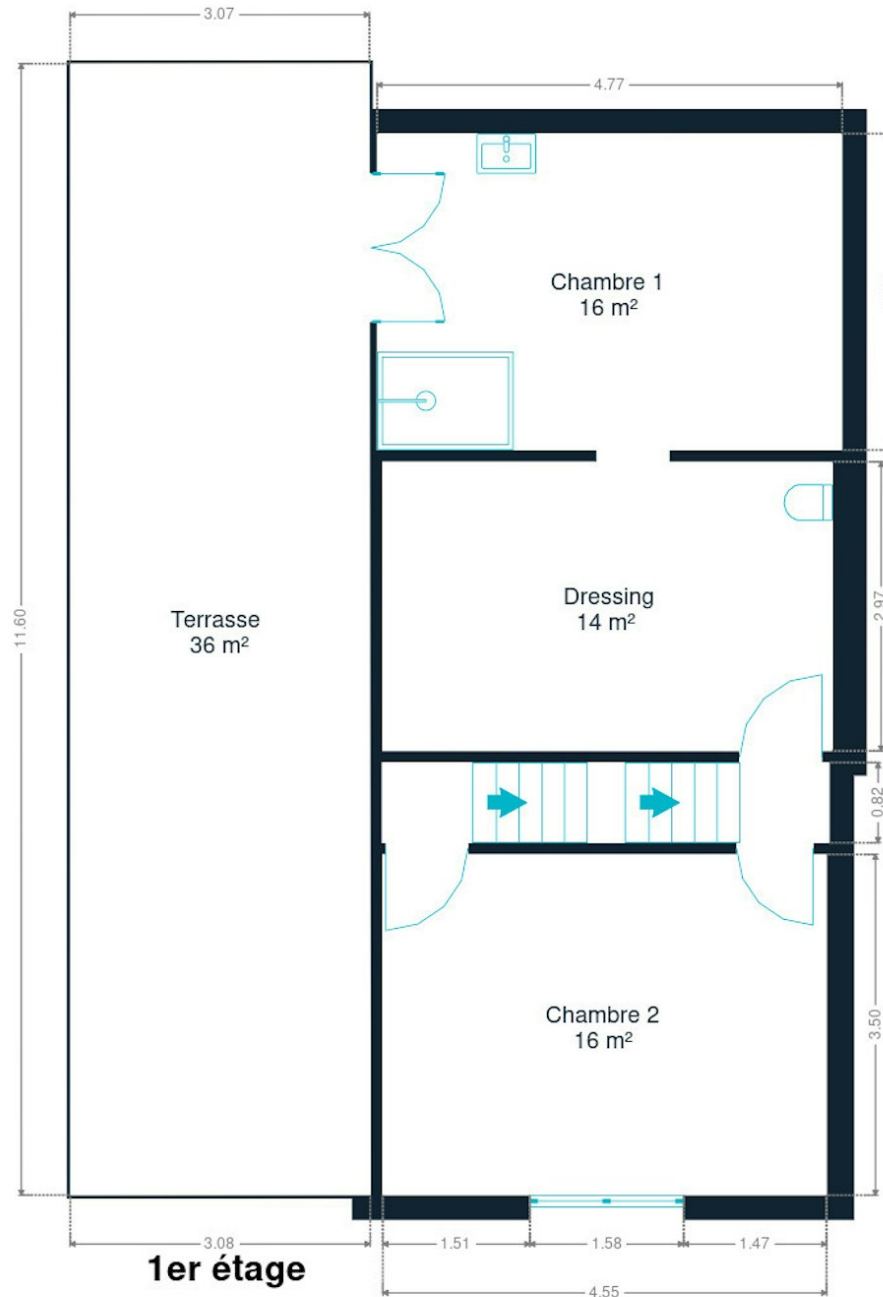 3.07
4.77
Chambre 1
16 m²
11.60
Terrasse
36 m²
Dressing
14 m²
2.97
0.82
Chambre 2
16 m²
3.50
3.08
1.51
1.58
1.47
1er étage
4.55